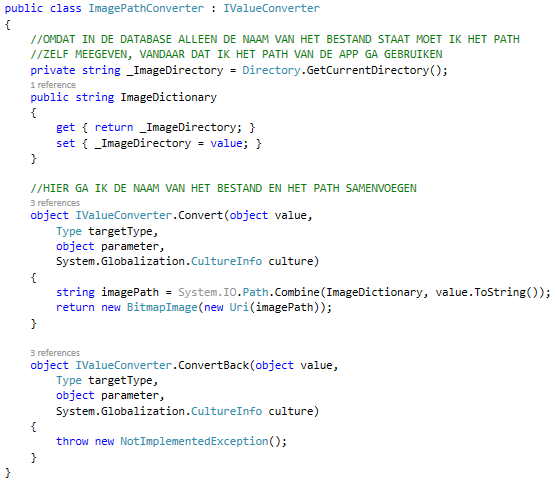 public class ImagePathConverter : IValueConverter
{
//OMDAT IN DE DATABASE ALLEEN DE NAAM VAN HET BESTAND STAAT MOET IK HET PATH
//ZELF MEEGEVEN, VANDAAR DAT IK HET PATH VAN DE APP GA GEBRUIKEN
private string _ImageDirectory = Directory.GetCurrentDirectory();
1 reference
public string ImageDictionary
{
get { return _ImageDirectory; }
set { _ImageDirectory = value; }
}
//HIER GA IK DE NAAM VAN HET BESTAND EN HET PATH SAMENVOEGEN
3 references
object IValueConverter.Convert(object value,
Type targetType,
object parameter,
System.Globalization.CultureInfo culture)
{
string imagePath = System.IO.Path.Combine(ImageDictionary, value.ToString());
return new BitmapImage(new Uri(imagePath));
}
3 references
object IValueConverter.ConvertBack(object value,
Type targetType,
object parameter,
System.Globalization.CultureInfo culture)
{
throw new NotImplementedException();
}
}